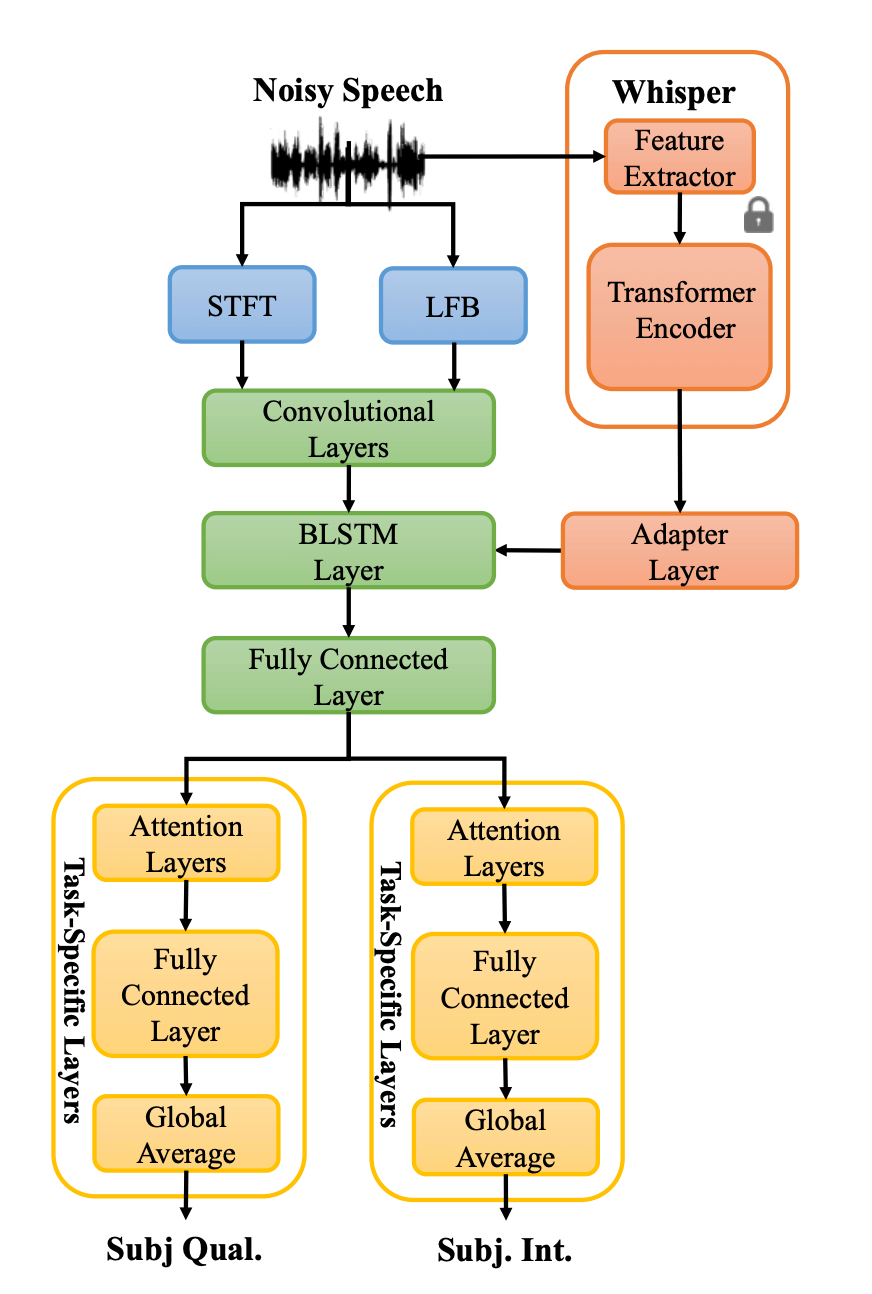 Noisy Speech
Whisper
Feature
Extractor
STFT
LFB
Transformer
Encoder
Convolutional
Layers
BLSTM
Layer
Adapter
Layer
Fully Connected
Layer
Task-Specific Layers
Attention
Layers
Fully
Connected
Layer
Global
Average
Subj Qual.
Task-Specific Layers
Attention
Layers
Fully
Connected
Layer
Global
Average
Subj. Int.